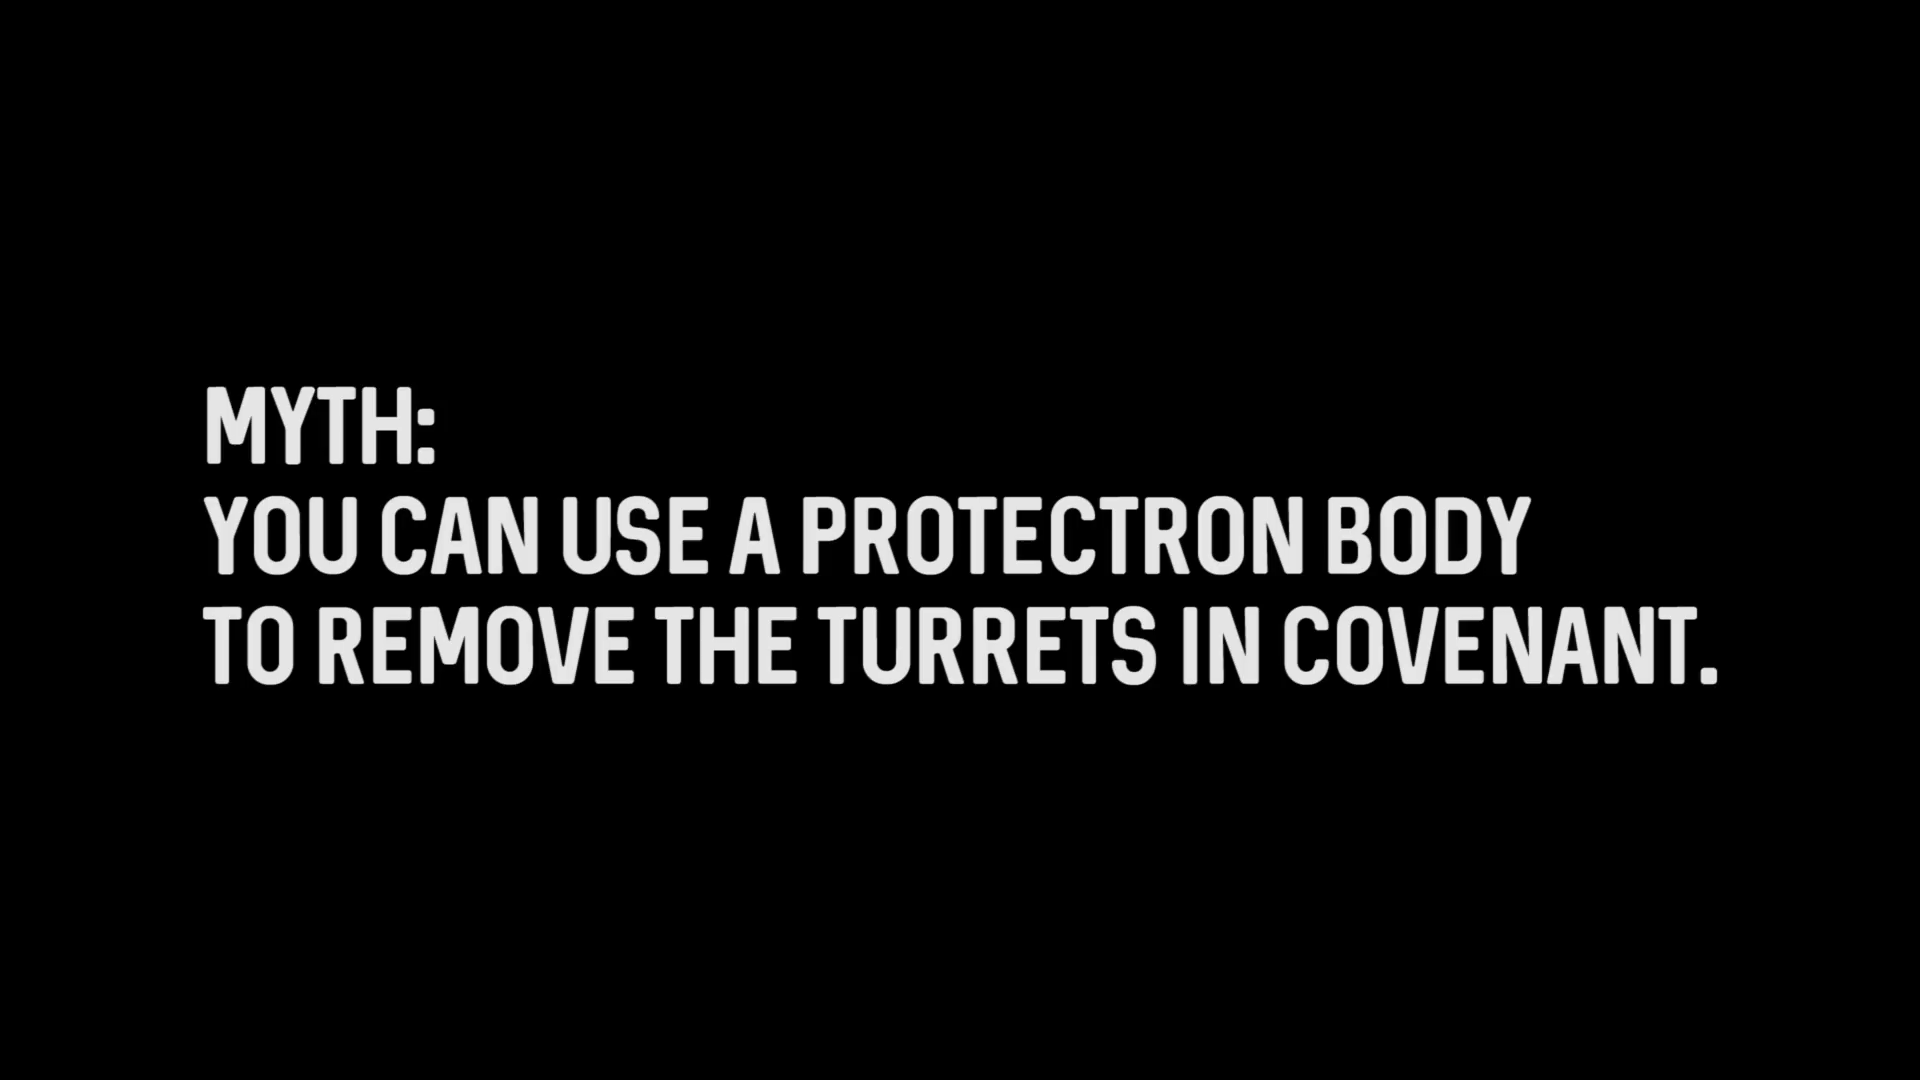 MYTH:
YOU CAN USE A PROTECTRON BODY
TO REMOVE THE TURRETS IN COVENANT.